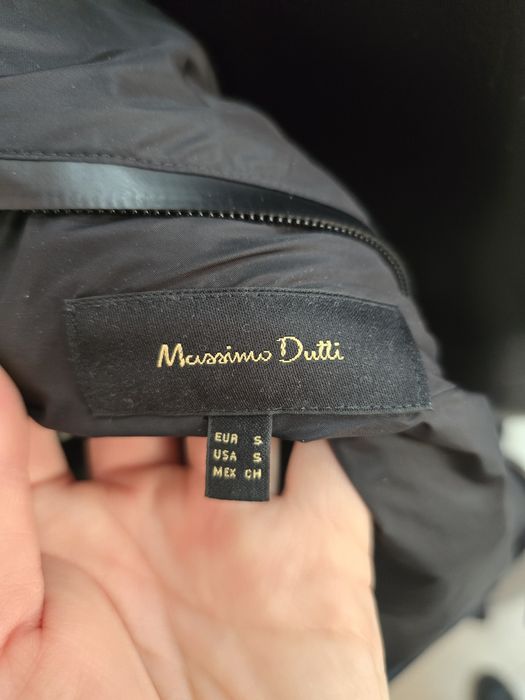 Massimo Dutti
EUR S
USA S
MEX CH